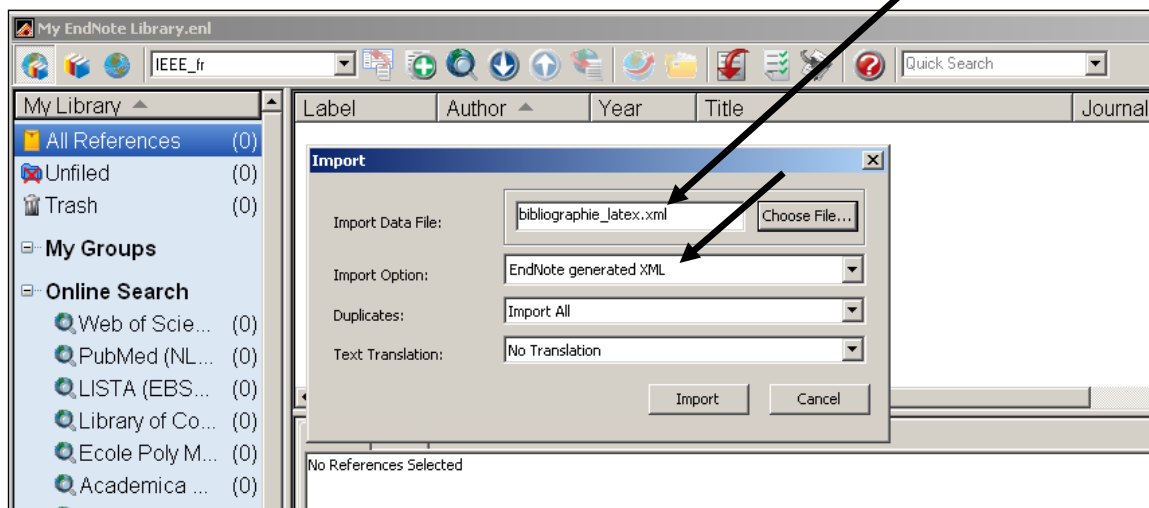 My EndNote Library.enl
IEEE_fr
Quick Search
My Library
Label Author Year Title Journal
All References (0)
Unfiled (0)
Trash (0)
My Groups
Online Search
Web of Scie... (0)
PubMed (NL... (0)
LISTA (EBS... (0)
Library of Co... (0)
Ecole Poly M... (0)
Academica ... (0)
Import
Import Data File: bibliographie_latex.xml Choose File...
Import Option: EndNote generated XML
Duplicates: Import All
Text Translation: No Translation
Import Cancel
No References Selected